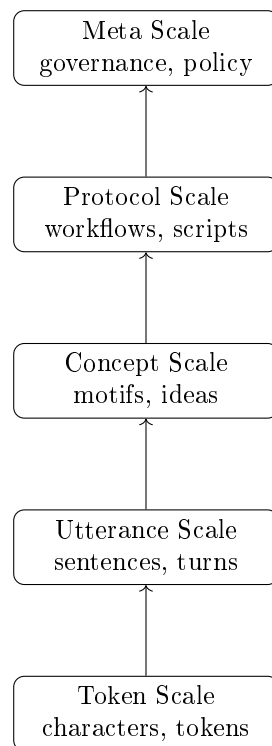 Meta Scale
governance, policy
Protocol Scale
workflows, scripts
Concept Scale
motifs, ideas
Utterance Scale
sentences, turns
Token Scale
characters, tokens